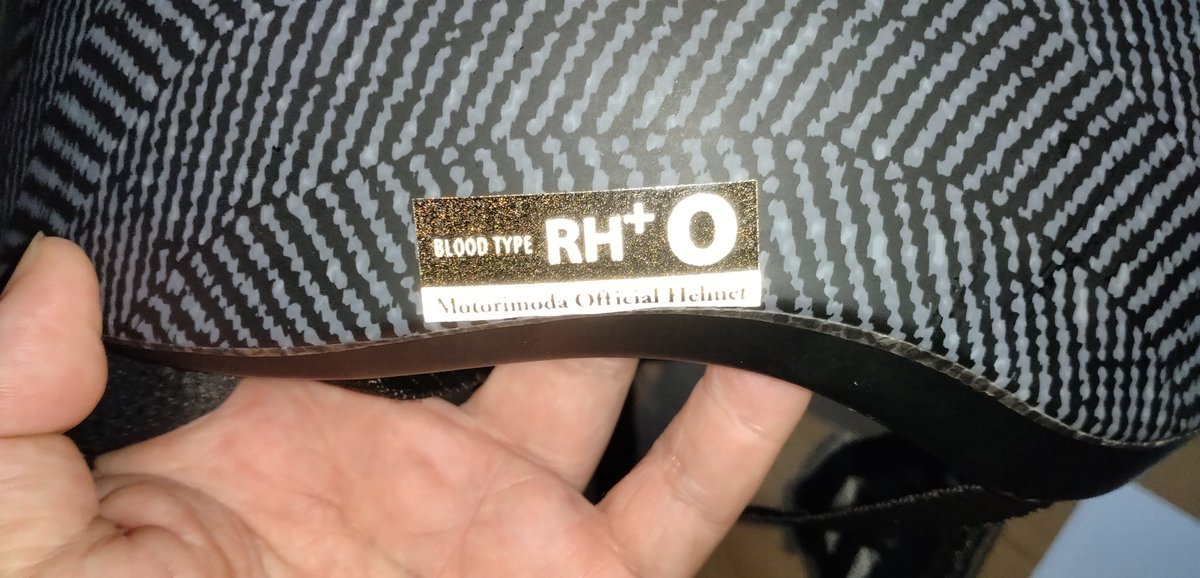 BLOOD TYPE RH+ O
Motorimoda Official Helmet